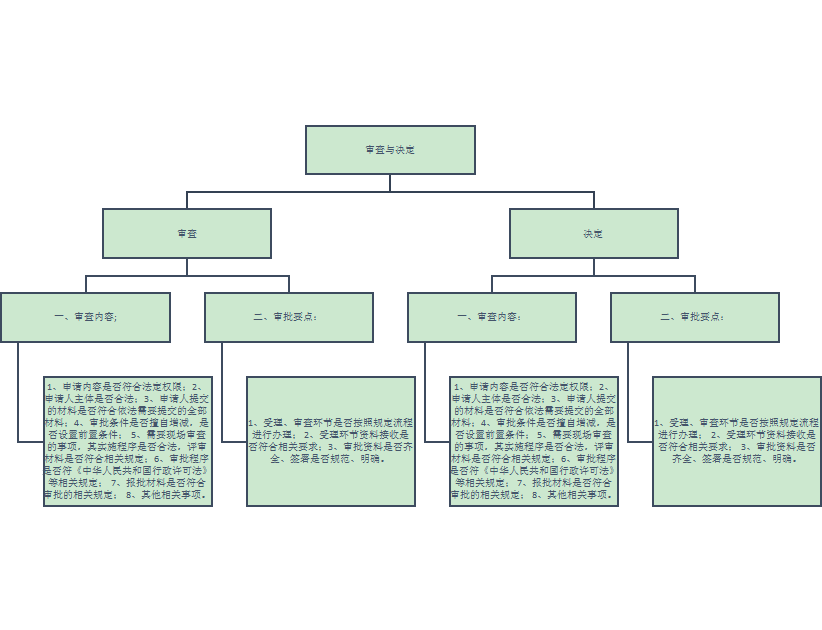 审查与决定
审查
决定
一、审查内容;
二、审批要点:
一、审查内容:
二、审批要点:
1、申请内容是否符合法定权限；2、
申请人主体是否合法；3、申请人提交
的材料是否符合依法需要提交的全部
材料；4、审批条件是否擅自增减，是
否设置前置条件； 5、需要现场审查
的事项，其实施程序是否合法，评审
材料是否符合相关规定；6、审批程序
是否符《中华人民共和国行政许可法》
等相关规定； 7、报批材料是否符合
审批的相关规定； 8、其他相关事项。
1、受理、审查环节是否按照规定流程
进行办理； 2、受理环节资料接收是
否符合相关要求；3、审批资料是否齐
全、签署是否规范、明确。
1、申请内容是否符合法定权限；2、
申请人主体是否合法；3、申请人提交
的材料是否符合依法需要提交的全部
材料；4、审批条件是否擅自增减，是
否设置前置条件； 5、需要现场审查
的事项，其实施程序是否合法，评审
材料是否符合相关规定；6、审批程序
是否符《中华人民共和国行政许可法》
等相关规定； 7、报批材料是否符合
审批的相关规定； 8、其他相关事项。
1、受理、审查环节是否按照规定流程
进行办理； 2、受理环节资料接收是
否符合相关要求； 3、审批资料是否
齐全、签署是否规范、明确。